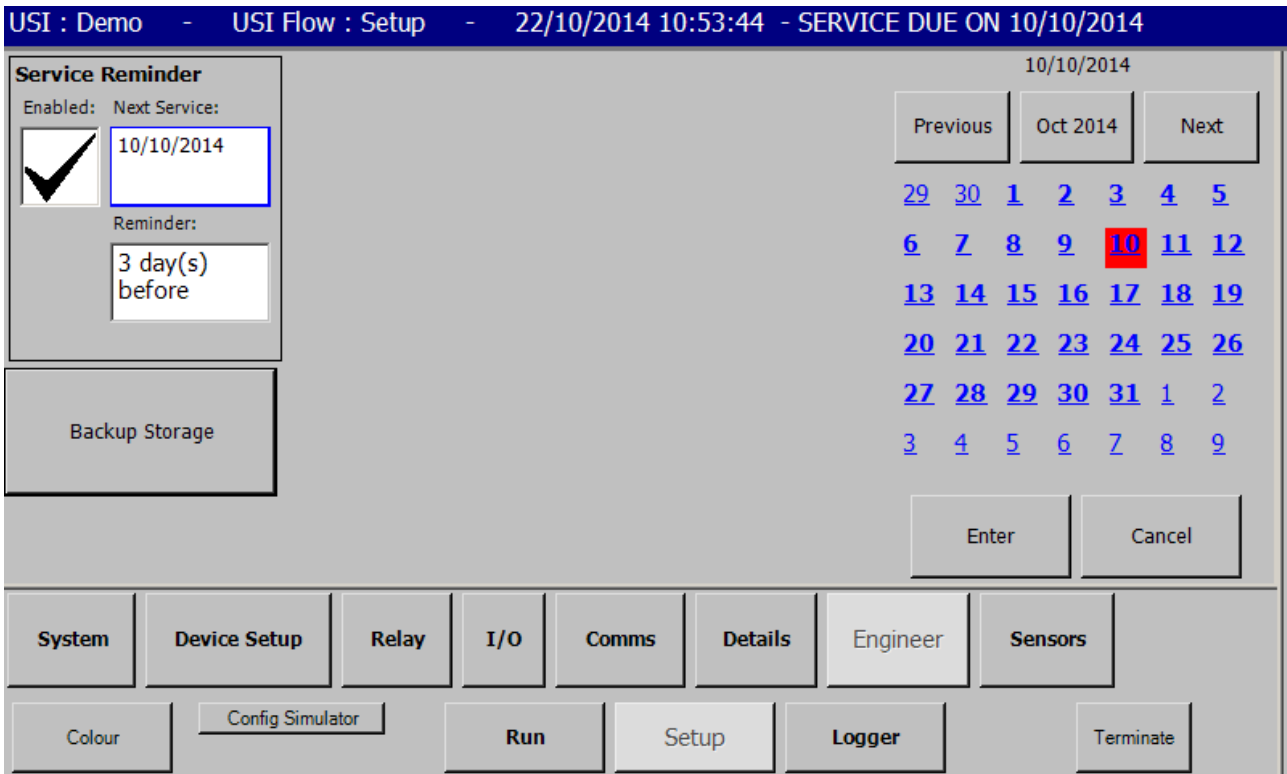 USI : Demo - USI Flow : Setup - 22/10/2014 10:53:44 - SERVICE DUE ON 10/10/2014
Service Reminder
Enabled: Next Service:
10/10/2014
Reminder:
3 day(s)
before
Backup Storage
10/10/2014
Previous Oct 2014 Next
29 30 1 2 3 4 5
6 7 8 9 10 11 12
13 14 15 16 17 18 19
20 21 22 23 24 25 26
27 28 29 30 31 1 2
3 4 5 6 7 8 9
Enter Cancel
System Device Setup Relay I/O Comms Details Engineer Sensors
Colour Config Simulator Run Setup Logger Terminate